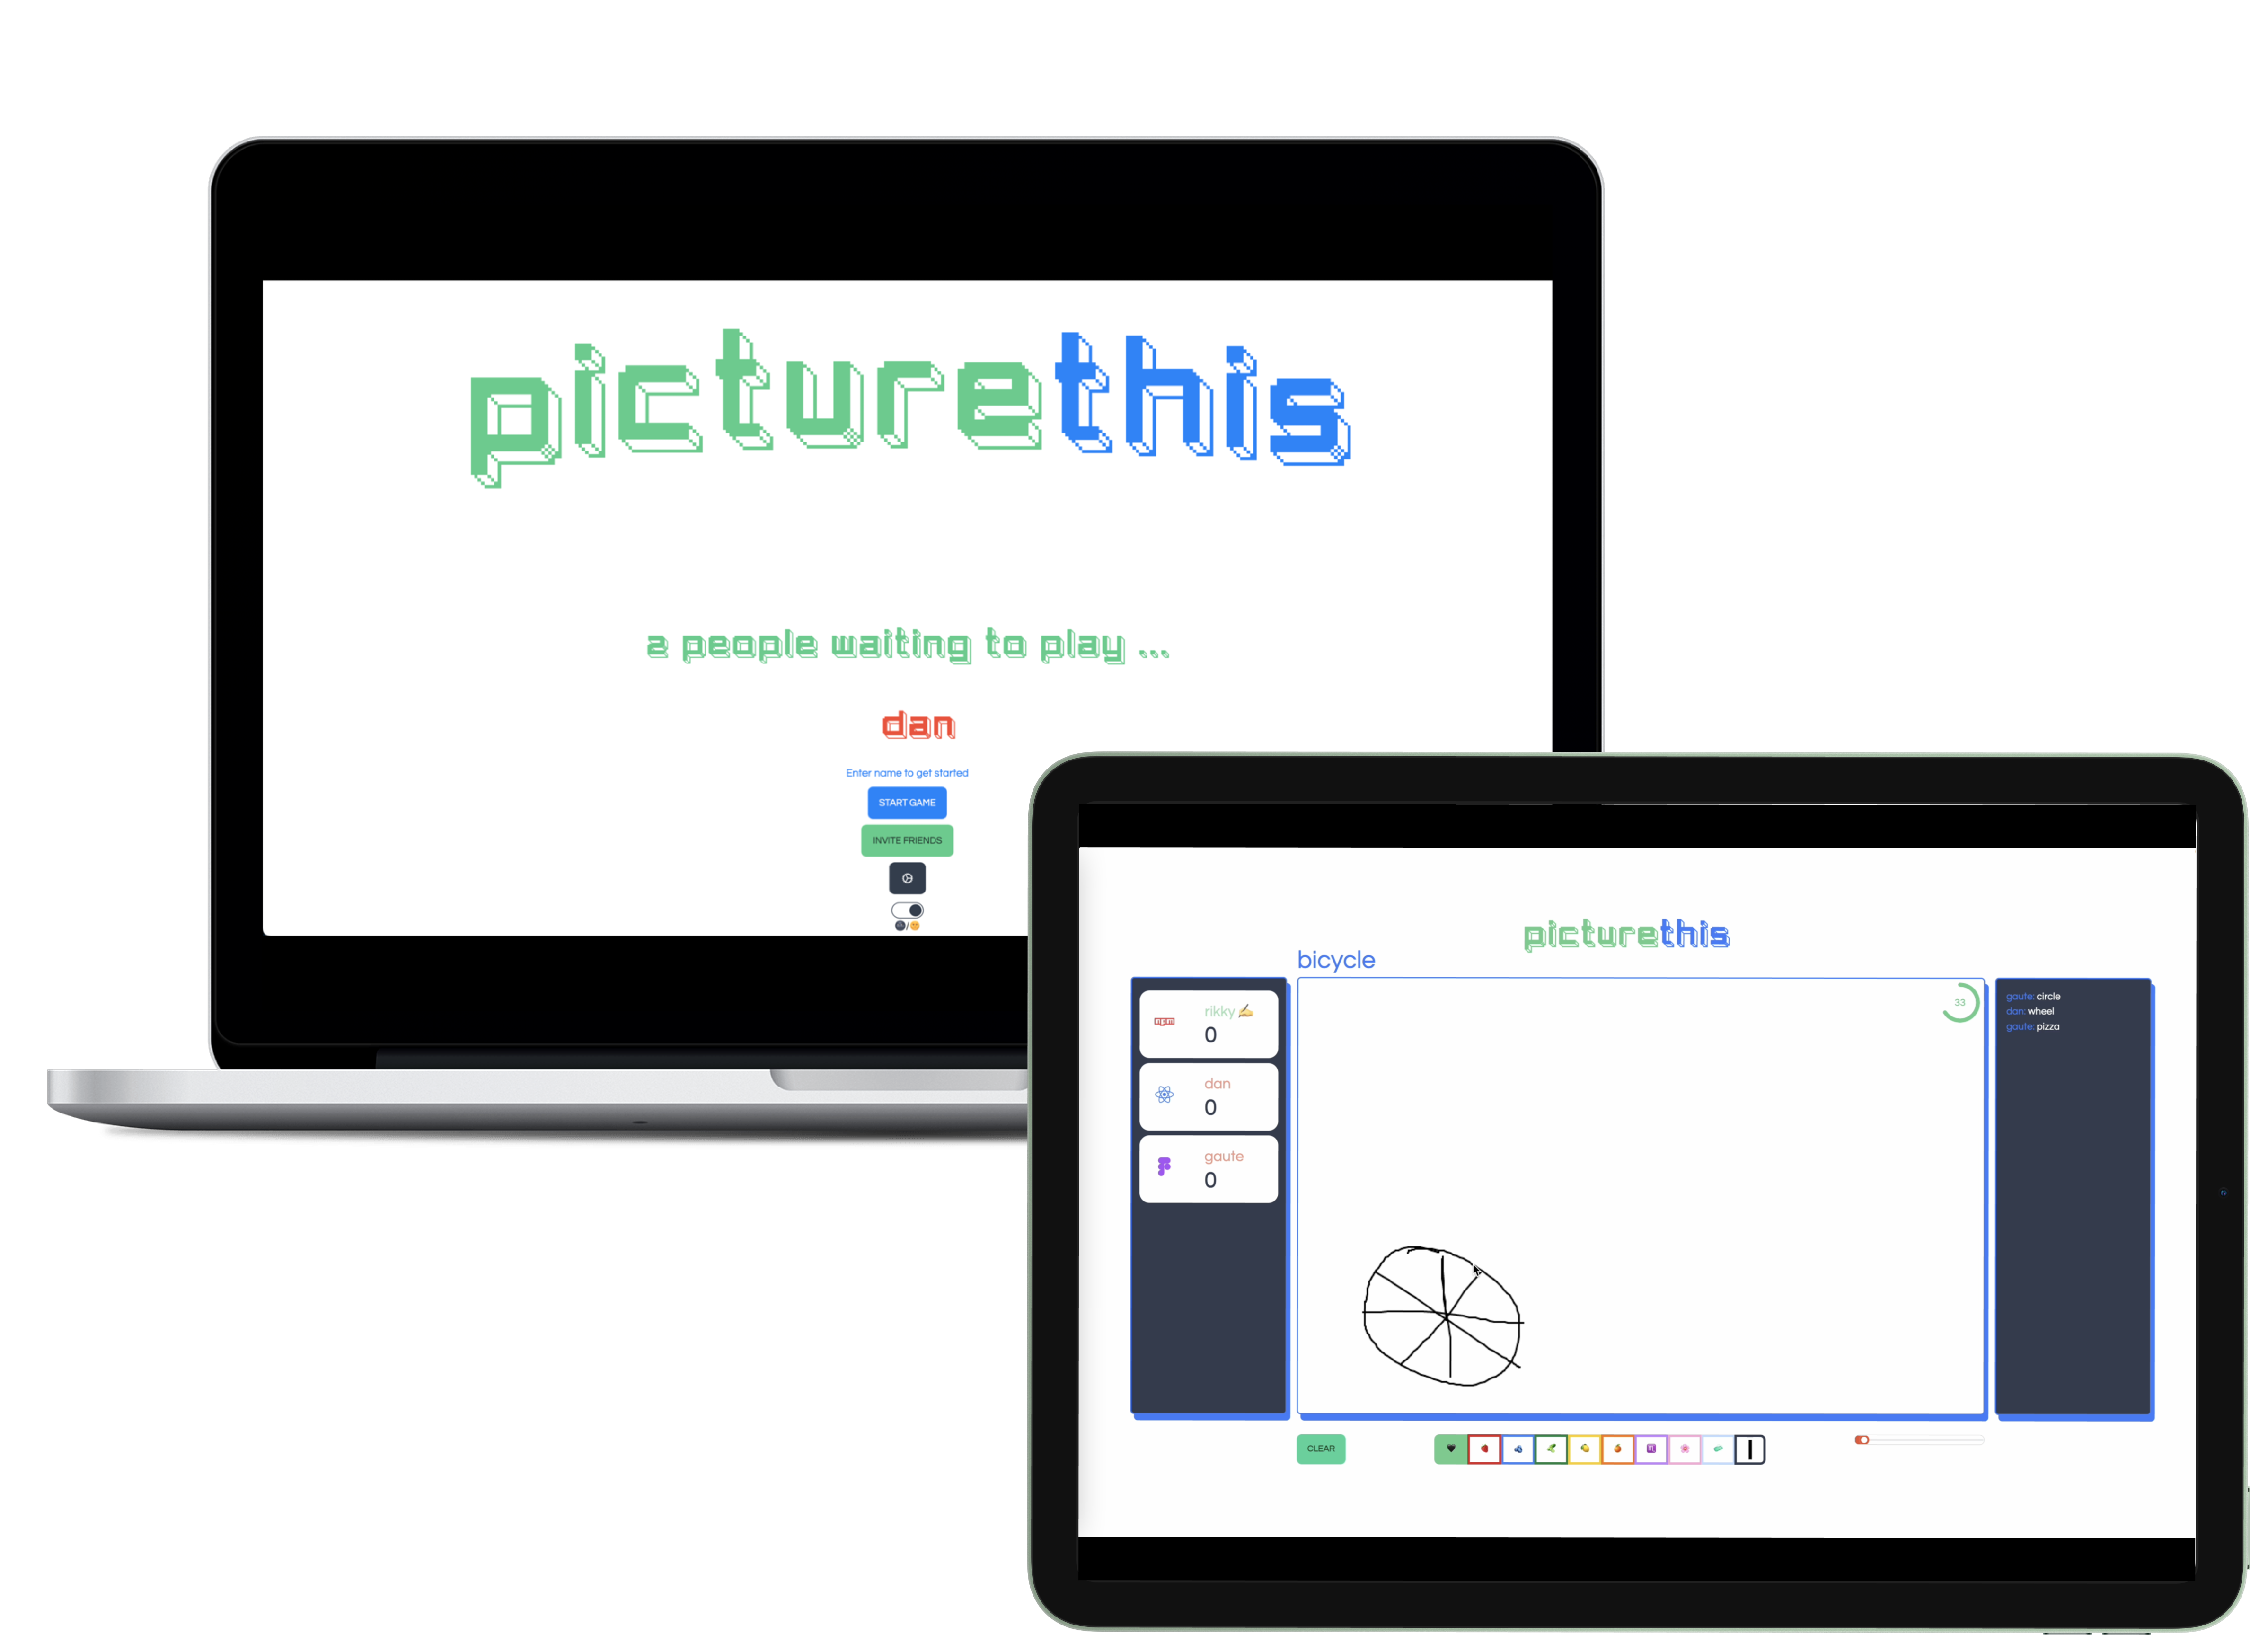 picturethis
2 people waiting to play ...
dan
Enter name to get started
START GAME
INVITE FRIENDS
picturethis
bicycle
npm
rikky
0
dan
0
gaute
0
33
gaute: circle
dan: wheel
gaute: pizza
CLEAR